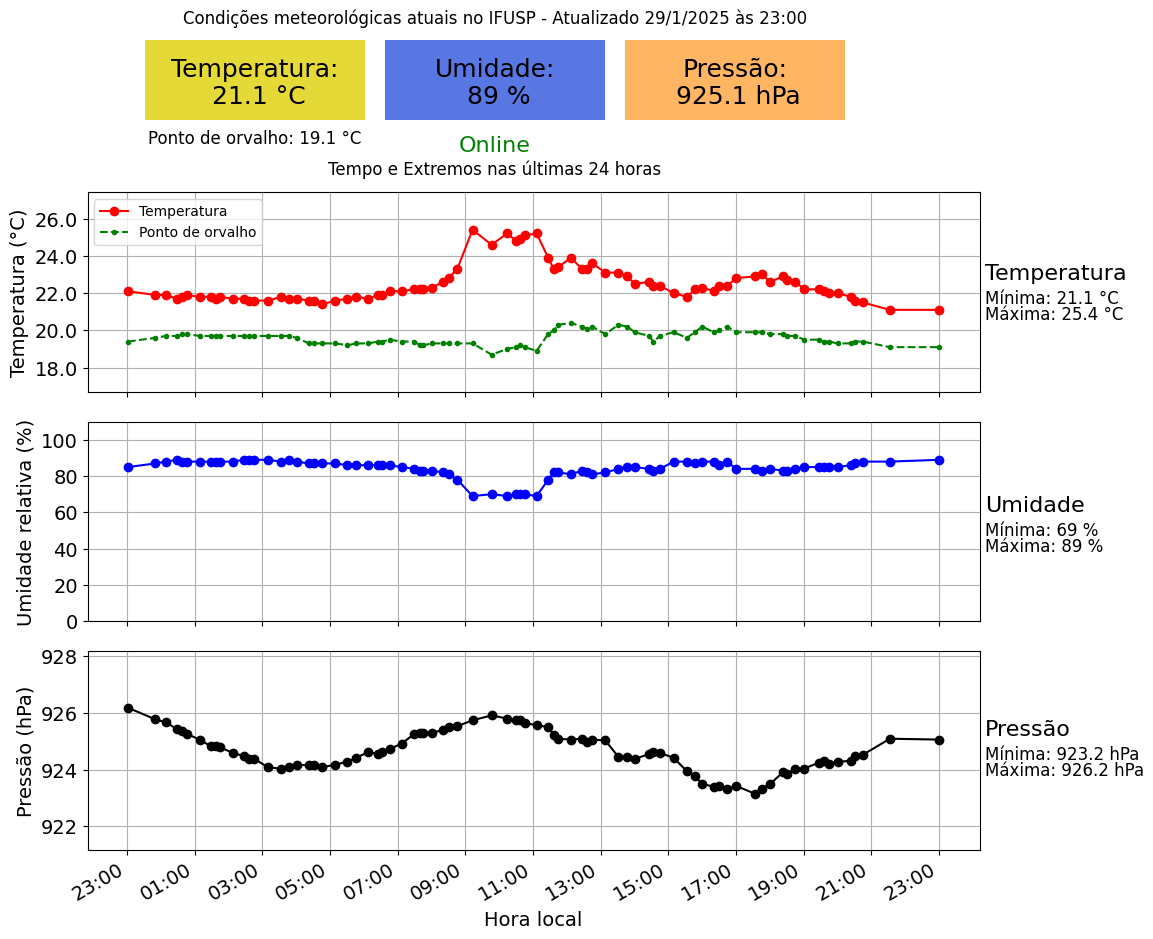 Condições meteorológicas atuais no IFUSP - Atualizado 29/1/2025 às 23:00
Temperatura:
21.1 °C
Umidade:
89 %
Pressão:
925.1 hPa
Ponto de orvalho: 19.1 °C
Online
Tempo e Extremos nas últimas 24 horas
Temperatura (°C)
26.0
24.0
22.0
20.0
18.0
Temperatura
Ponto de orvalho
Temperatura
Mínima: 21.1 °C
Máxima: 25.4 °C
Umidade relativa (%)
100
80
60
40
20
0
Umidade
Mínima: 69 %
Máxima: 89 %
Pressão (hPa)
928
926
924
922
Pressão
Mínima: 923.2 hPa
Máxima: 926.2 hPa
23:00 01:00 03:00 05:00 07:00 09:00 11:00 13:00 15:00 17:00 19:00 21:00 23:00
Hora local